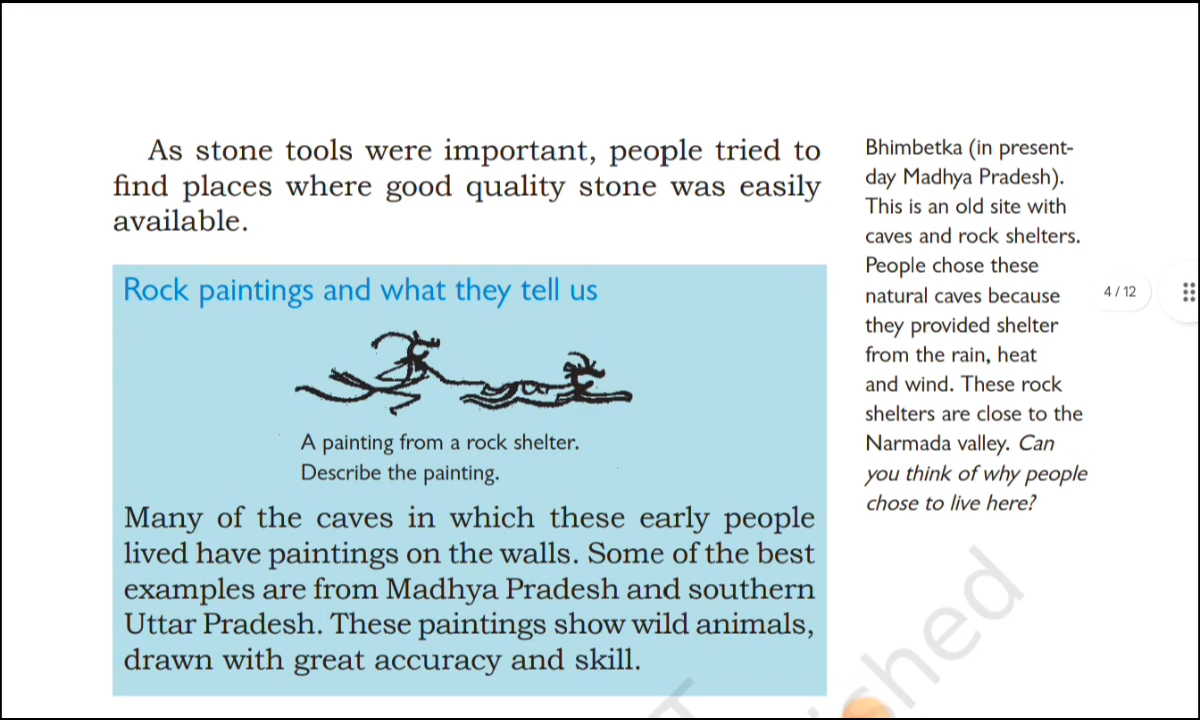 As stone tools were important, people tried to
find places where good quality stone was easily
available.
Rock paintings and what they tell us
A painting from a rock shelter.
Describe the painting.
Many of the caves in which these early people
lived have paintings on the walls. Some of the best
examples are from Madhya Pradesh and southern
Uttar Pradesh. These paintings show wild animals,
drawn with great accuracy and skill.
Bhimbetka (in present-
day Madhya Pradesh).
This is an old site with
caves and rock shelters.
People chose these
natural caves because
they provided shelter
from the rain, heat
and wind. These rock
shelters are close to the
Narmada valley. Can
you think of why people
chose to live here?
4 / 12